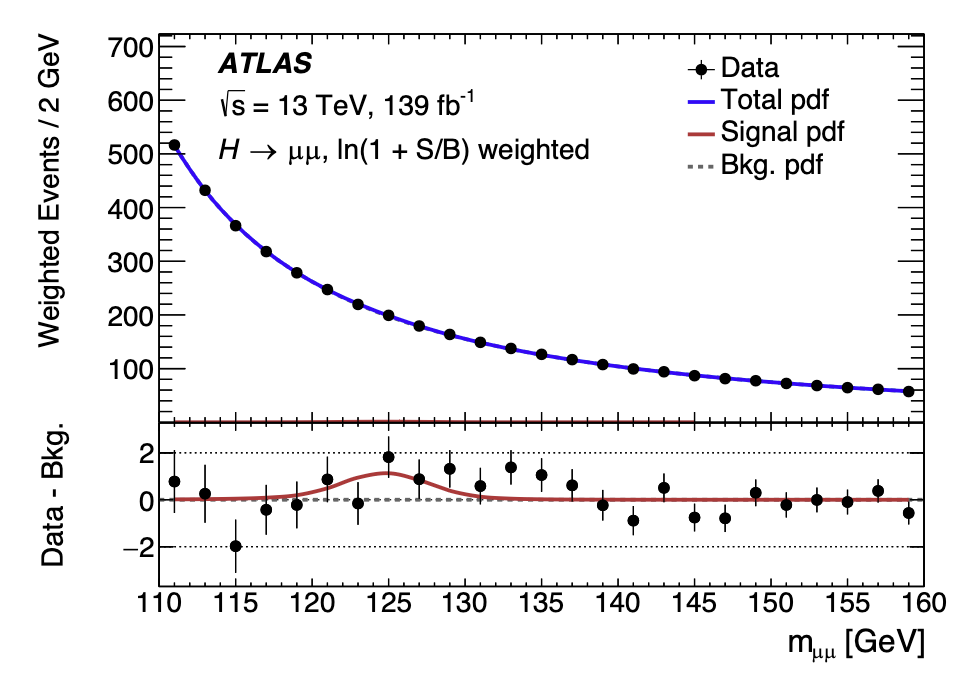 Weighted Events / 2 GeV
700
600
500
400
300
200
100
ATLAS
√s = 13 TeV, 139 fb⁻¹
H → μμ, ln(1 + S/B) weighted
Data
Total pdf
Signal pdf
Bkg. pdf
Data - Bkg.
2
0
−2
110 115 120 125 130 135 140 145 150 155 160
m_μμ [GeV]